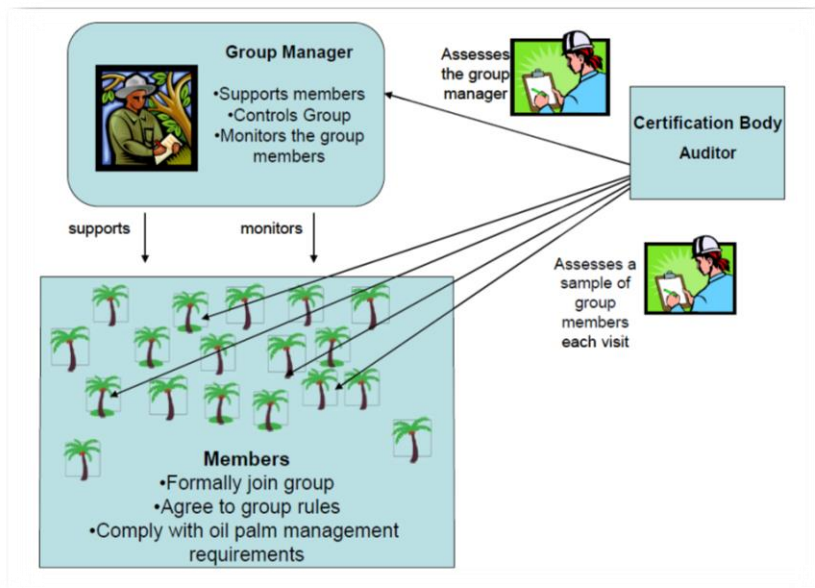 Group Manager
•Supports members
•Controls Group
•Monitors the group
members
Assesses
the group
manager
Certification Body
Auditor
supports
monitors
Assesses a
sample of
group
members
each visit
Members
•Formally join group
•Agree to group rules
•Comply with oil palm management
requirements